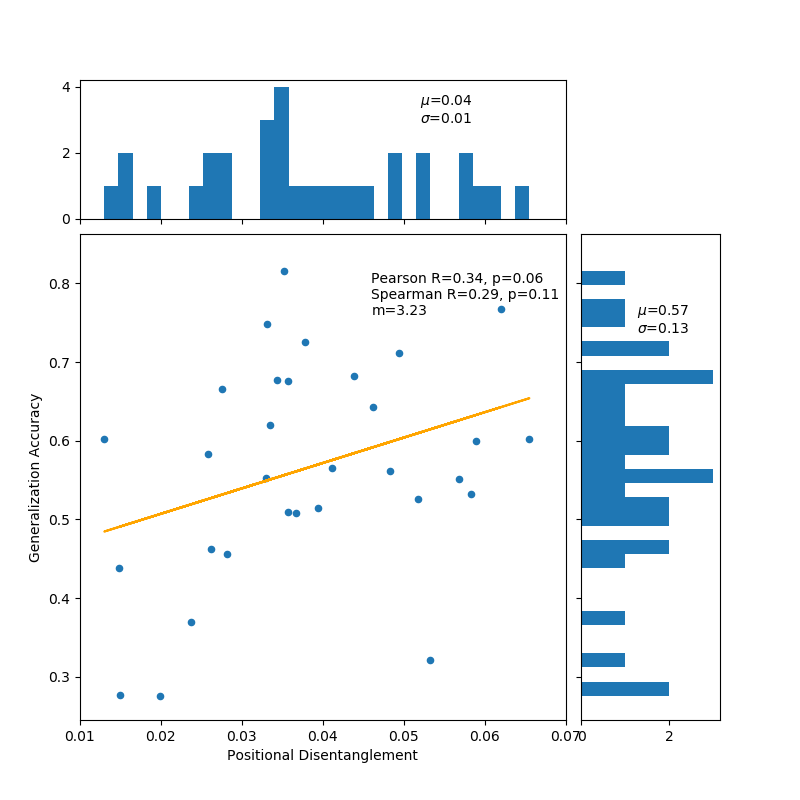 4
2
0
μ=0.04
σ=0.01
Generalization Accuracy
0.8
0.7
0.6
0.5
0.4
0.3
Pearson R=0.34, p=0.06
Spearman R=0.29, p=0.11
m=3.23
μ=0.57
σ=0.13
0.01 0.02 0.03 0.04 0.05 0.06 0.07
0 2
Positional Disentanglement